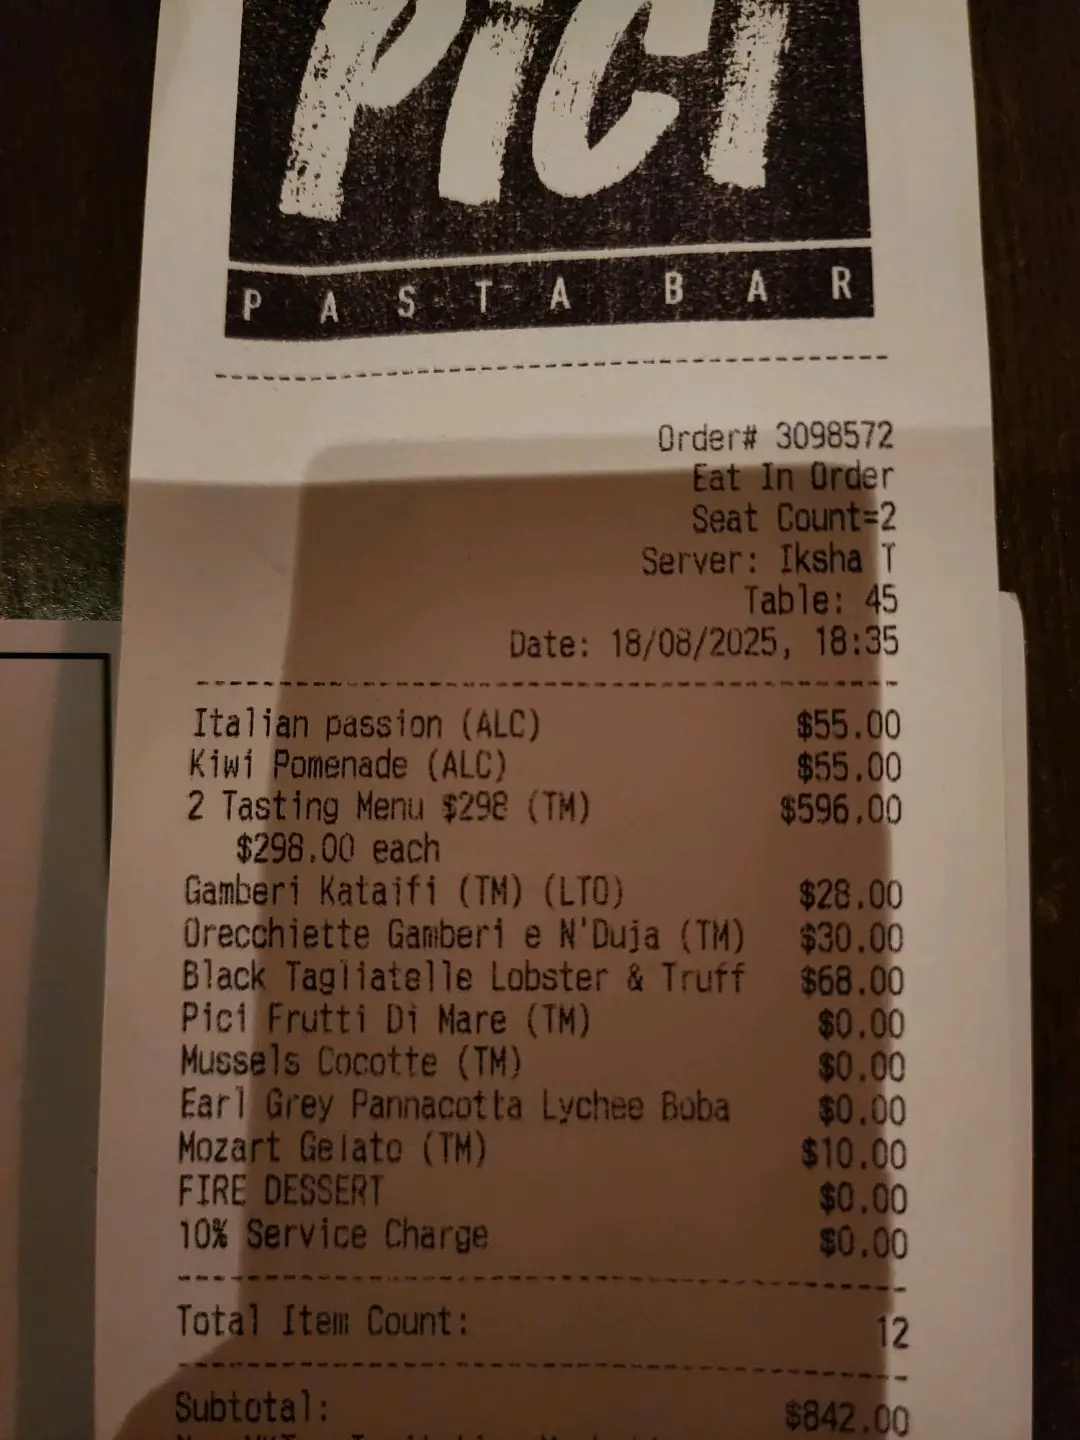 PiCi
PASTA BAR
Order# 3098572
Eat In Order
Seat Count=2
Server: Iksha T
Table: 45
Date: 18/08/2025, 18:35
Italian passion (ALC) $55.00
Kiwi Pomenade (ALC) $55.00
2 Tasting Menu $298 (TM) $596.00
$298.00 each
Gamberi Kataifi (TM) (LTO) $28.00
Orecchiette Gamberi e N'Duja (TM) $30.00
Black Tagliatelle Lobster & Truff $68.00
Pici Frutti Di Mare (TM) $0.00
Mussels Cocotte (TM) $0.00
Earl Grey Pannacotta Lychee Boba $0.00
Mozart Gelato (TM) $10.00
FIRE DESSERT $0.00
10% Service Charge $0.00
Total Item Count: 12
Subtotal: $842.00